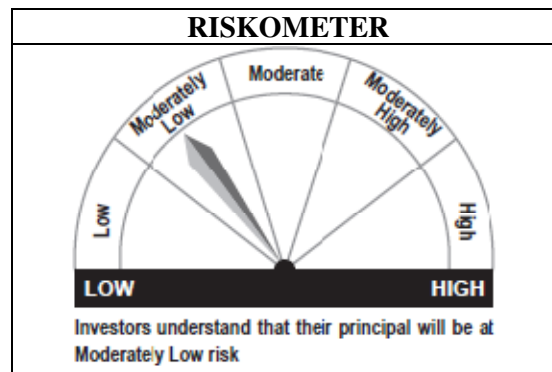 RISKOMETER
Moderate
Moderately
Low
Moderately
High
Low
High
LOW HIGH
Investors understand that their principal will be at
Moderately Low risk